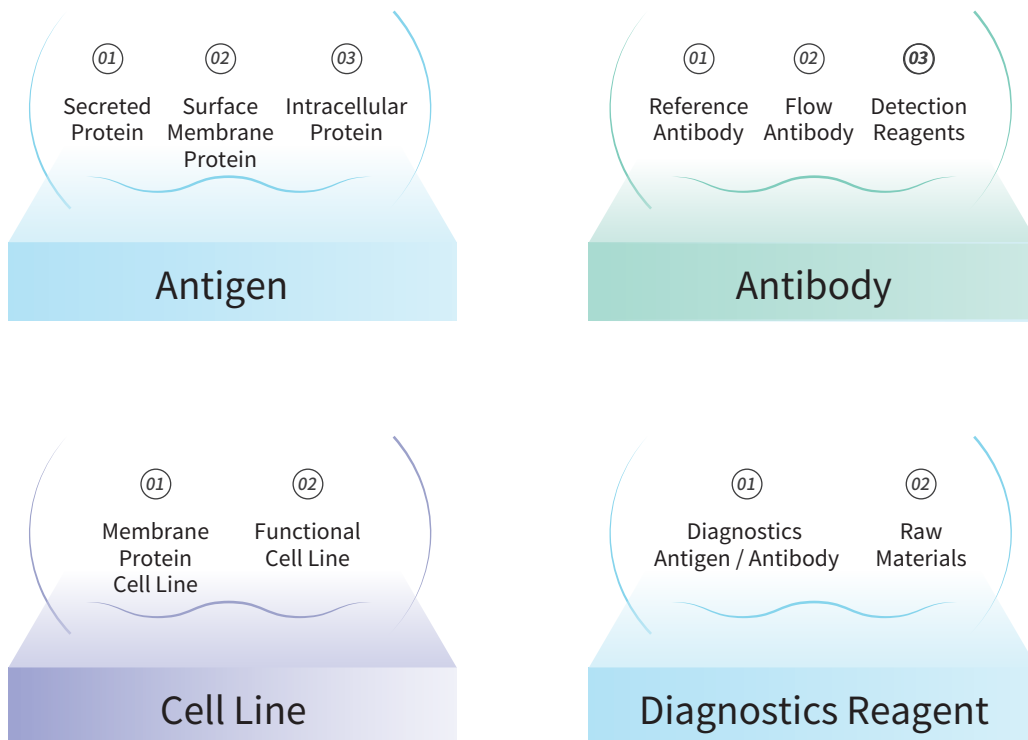 01
Secreted
Protein
02
Surface
Membrane
Protein
03
Intracellular
Protein
Antigen
01
Reference
Antibody
02
Flow
Antibody
03
Detection
Reagents
Antibody
01
Membrane
Protein
Cell Line
02
Functional
Cell Line
Cell Line
01
Diagnostics
Antigen / Antibody
02
Raw
Materials
Diagnostics Reagent